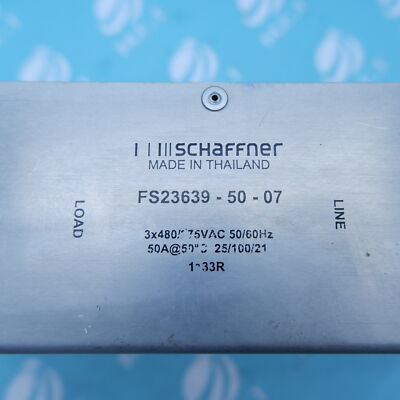 SCHAFFNER
MADE IN THAILAND
FS23639 - 50 - 07
LOAD
LINE
50/60Hz
25/100/21